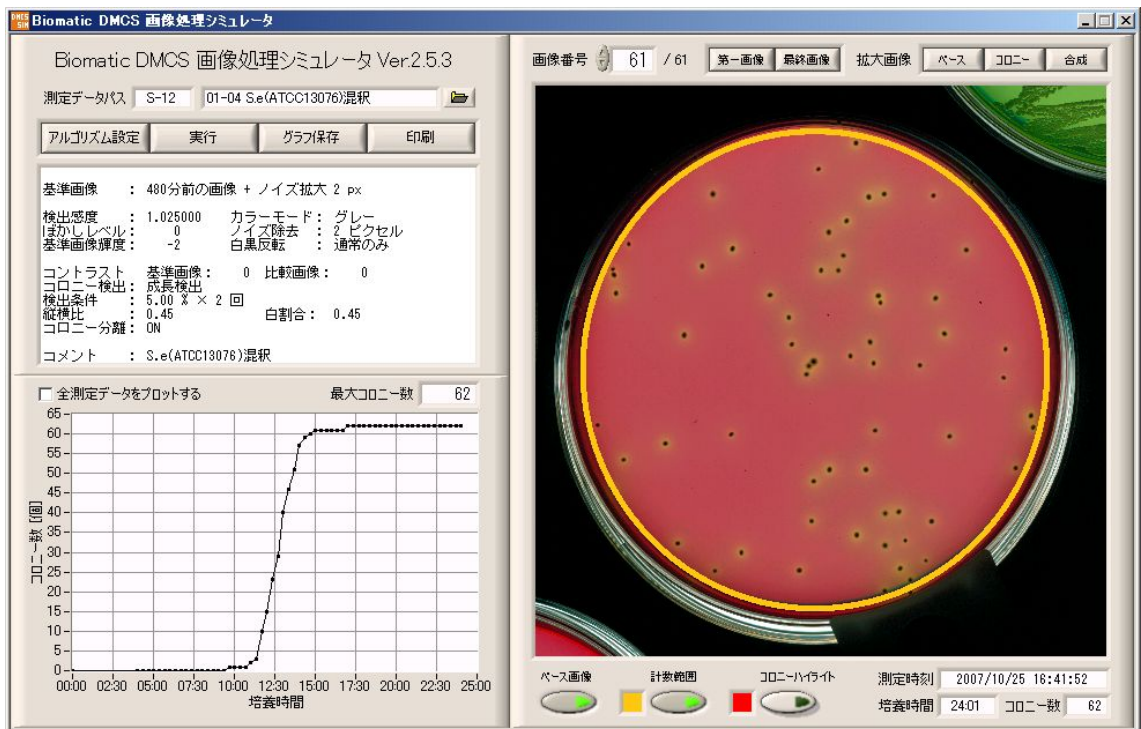 Biomatic DMCS 画像処理シミュレータ
Biomatic DMCS 画像処理シミュレータ Ver.2.5.3
測定データパス S-12 01-04 S.e(ATCC13076)混釈
アルゴリズム設定 実行 グラフ保存 印刷
基準画像 : 480分前の画像 + ノイズ拡大 2 px
検出感度 : 1.025000 カラーモード: グレー
ぼかしレベル: 0 ノイズ除去 : 2 ピクセル
基準画像輝度: -2 白黒反転 : 通常のみ
コントラスト 基準画像: 0 比較画像: 0
コロニー検出: 成長検出
検出条件 : 5.00 % × 2 回
縦横比 : 0.45 白割合: 0.45
コロニー分離: ON
コメント : S.e(ATCC13076)混釈
全測定データをプロットする 最大コロニー数 62
65
60
55
50
45
40
35
30
25
20
15
10
5
0
コロニー数 [個]
00:00 02:30 05:00 07:30 10:00 12:30 15:00 17:30 20:00 22:30 25:00
培養時間
画像番号 61 / 61 第一画像 最終画像 拡大画像 ベース コロニー 合成
ベース画像 計数範囲 コロニーハイライト
測定時刻 2007/10/25 16:41:52
培養時間 24:01 コロニー数 62